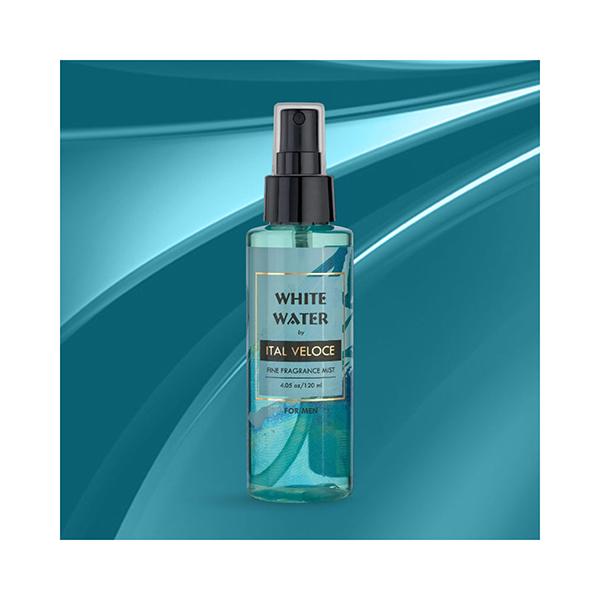 WHITE
WATER
by
ITAL VELOCE
FINE FRAGRANCE MIST
4.05 oz/120 ml
FOR MEN